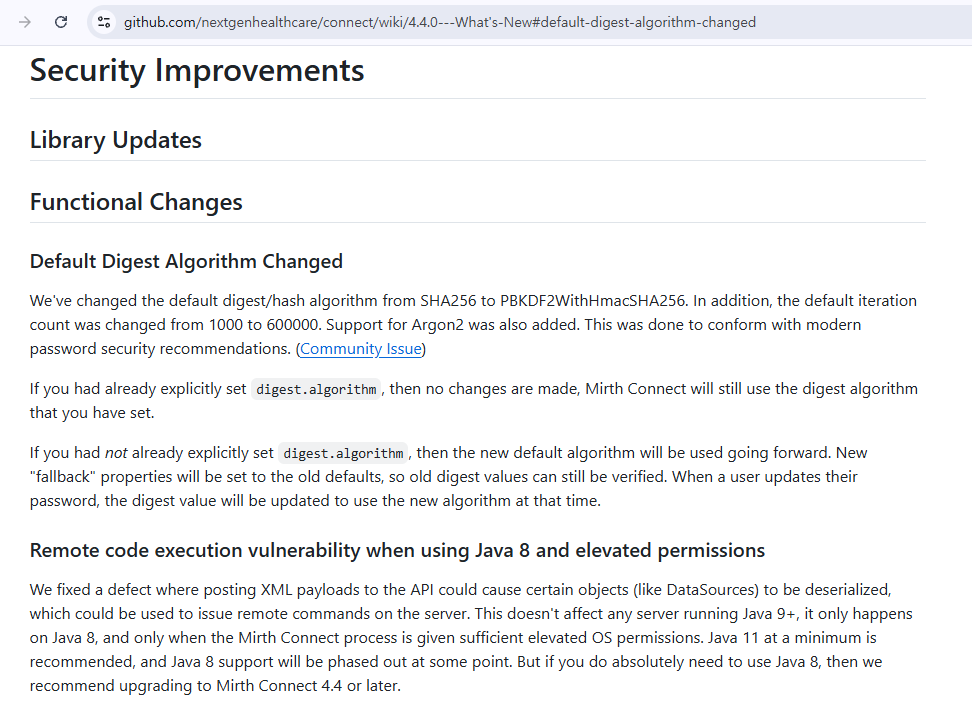 github.com/nextgenhealthcare/connect/wiki/4.4.0---What's-New#default-digest-algorithm-changed
Security Improvements
Library Updates
Functional Changes
Default Digest Algorithm Changed
We've changed the default digest/hash algorithm from SHA256 to PBKDF2WithHmacSHA256. In addition, the default iteration
count was changed from 1000 to 600000. Support for Argon2 was also added. This was done to conform with modern
password security recommendations. (Community Issue)
If you had already explicitly set digest.algorithm, then no changes are made, Mirth Connect will still use the digest algorithm
that you have set.
If you had not already explicitly set digest.algorithm, then the new default algorithm will be used going forward. New
"fallback" properties will be set to the old defaults, so old digest values can still be verified. When a user updates their
password, the digest value will be updated to use the new algorithm at that time.
Remote code execution vulnerability when using Java 8 and elevated permissions
We fixed a defect where posting XML payloads to the API could cause certain objects (like DataSources) to be deserialized,
which could be used to issue remote commands on the server. This doesn't affect any server running Java 9+, it only happens
on Java 8, and only when the Mirth Connect process is given sufficient elevated OS permissions. Java 11 at a minimum is
recommended, and Java 8 support will be phased out at some point. But if you do absolutely need to use Java 8, then we
recommend upgrading to Mirth Connect 4.4 or later.